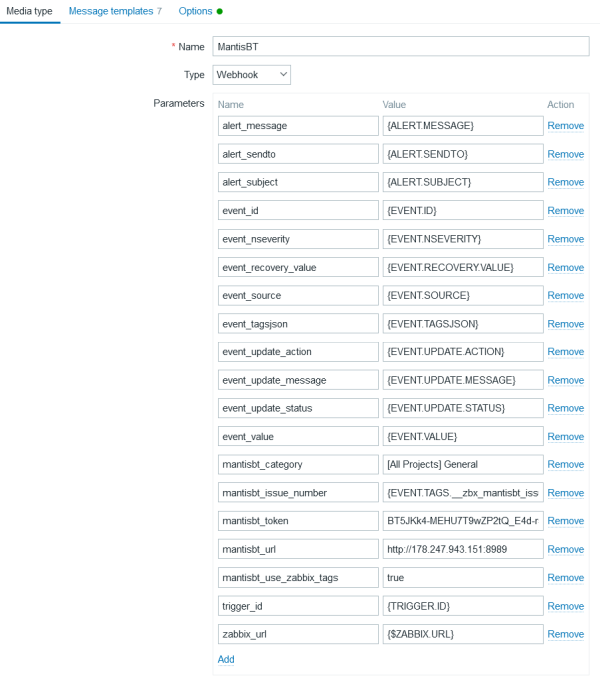 Media type Message templates 7 Options
* Name MantisBT
Type Webhook
Parameters Name Value Action
alert_message {ALERT.MESSAGE} Remove
alert_sendto {ALERT.SENDTO} Remove
alert_subject {ALERT.SUBJECT} Remove
event_id {EVENT.ID} Remove
event_nseverity {EVENT.NSEVERITY} Remove
event_recovery_value {EVENT.RECOVERY.VALUE} Remove
event_source {EVENT.SOURCE} Remove
event_tagsjson {EVENT.TAGSJSON} Remove
event_update_action {EVENT.UPDATE.ACTION} Remove
event_update_message {EVENT.UPDATE.MESSAGE} Remove
event_update_status {EVENT.UPDATE.STATUS} Remove
event_value {EVENT.VALUE} Remove
mantisbt_category [All Projects] General Remove
mantisbt_issue_number {EVENT.TAGS.__zbx_mantisbt_iss Remove
mantisbt_token BT5JKk4-MEHU7T9wZP2tQ_E4d-r Remove
mantisbt_url http://178.247.943.151:8989 Remove
mantisbt_use_zabbix_tags true Remove
trigger_id {TRIGGER.ID} Remove
zabbix_url {$ZABBIX.URL} Remove
Add